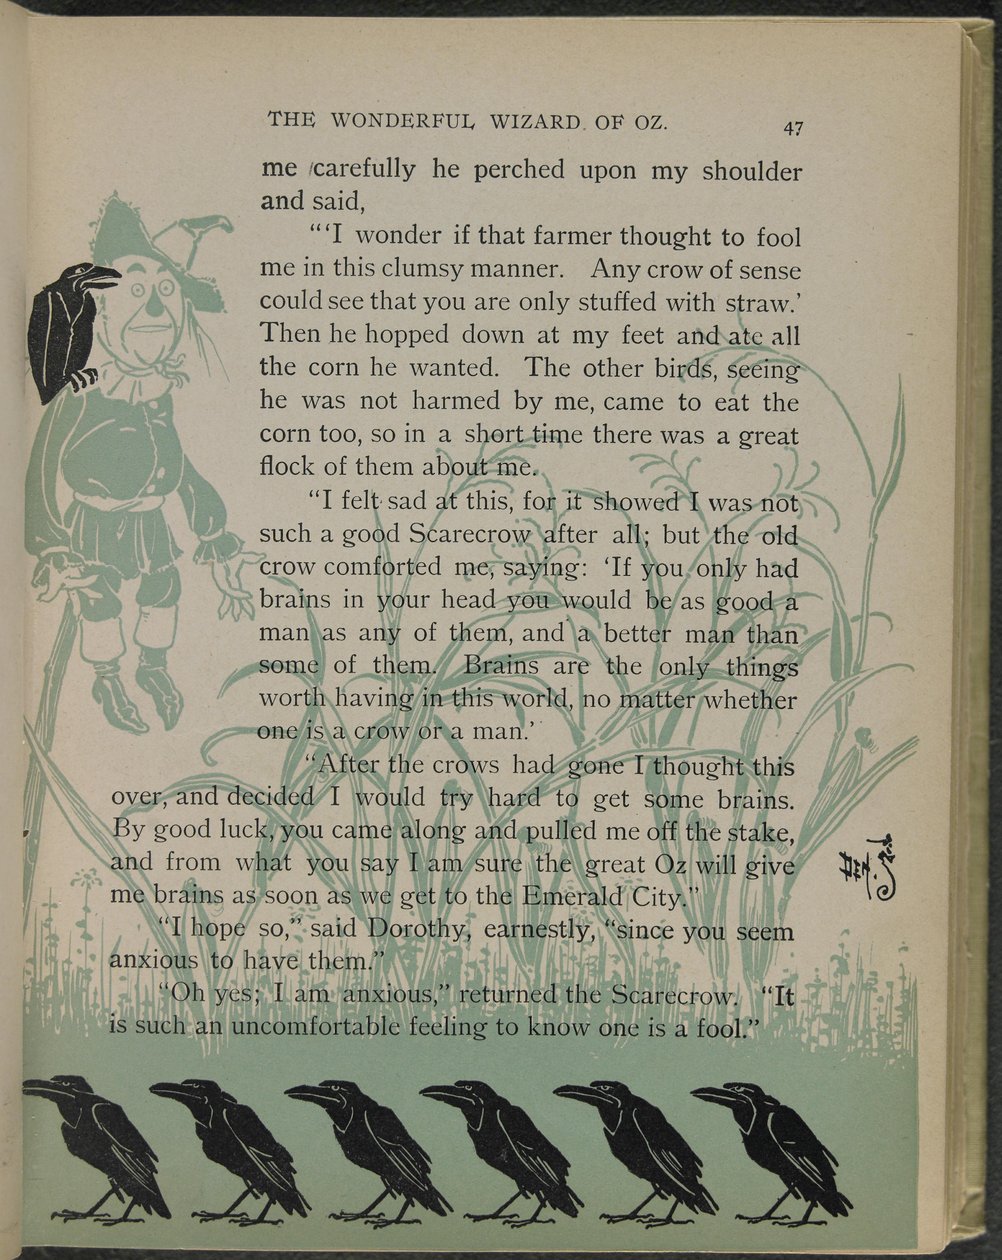 THE WONDERFUL WIZARD OF OZ. 47
me carefully he perched upon my shoulder
and said,
“‘I wonder if that farmer thought to fool
me in this clumsy manner. Any crow of sense
could see that you are only stuffed with straw.’
Then he hopped down at my feet and ate all
the corn he wanted. The other birds, seeing
he was not harmed by me, came to eat the
corn too, so in a short time there was a great
flock of them about me.
“I felt sad at this, for it showed I was not
such a good Scarecrow after all; but the old
crow comforted me, saying: ‘If you only had
brains in your head you would be as good a
man as any of them, and a better man than
some of them. Brains are the only things
worth having in this world, no matter whether
one is a crow or a man.’
“After the crows had gone I thought this
over, and decided I would try hard to get some brains.
By good luck, you came along and pulled me off the stake,
and from what you say I am sure the great Oz will give
me brains as soon as we get to the Emerald City.”
“I hope so,” said Dorothy, earnestly, “since you seem
anxious to have them.”
“Oh yes; I am anxious,” returned the Scarecrow. “It
is such an uncomfortable feeling to know one is a fool.”